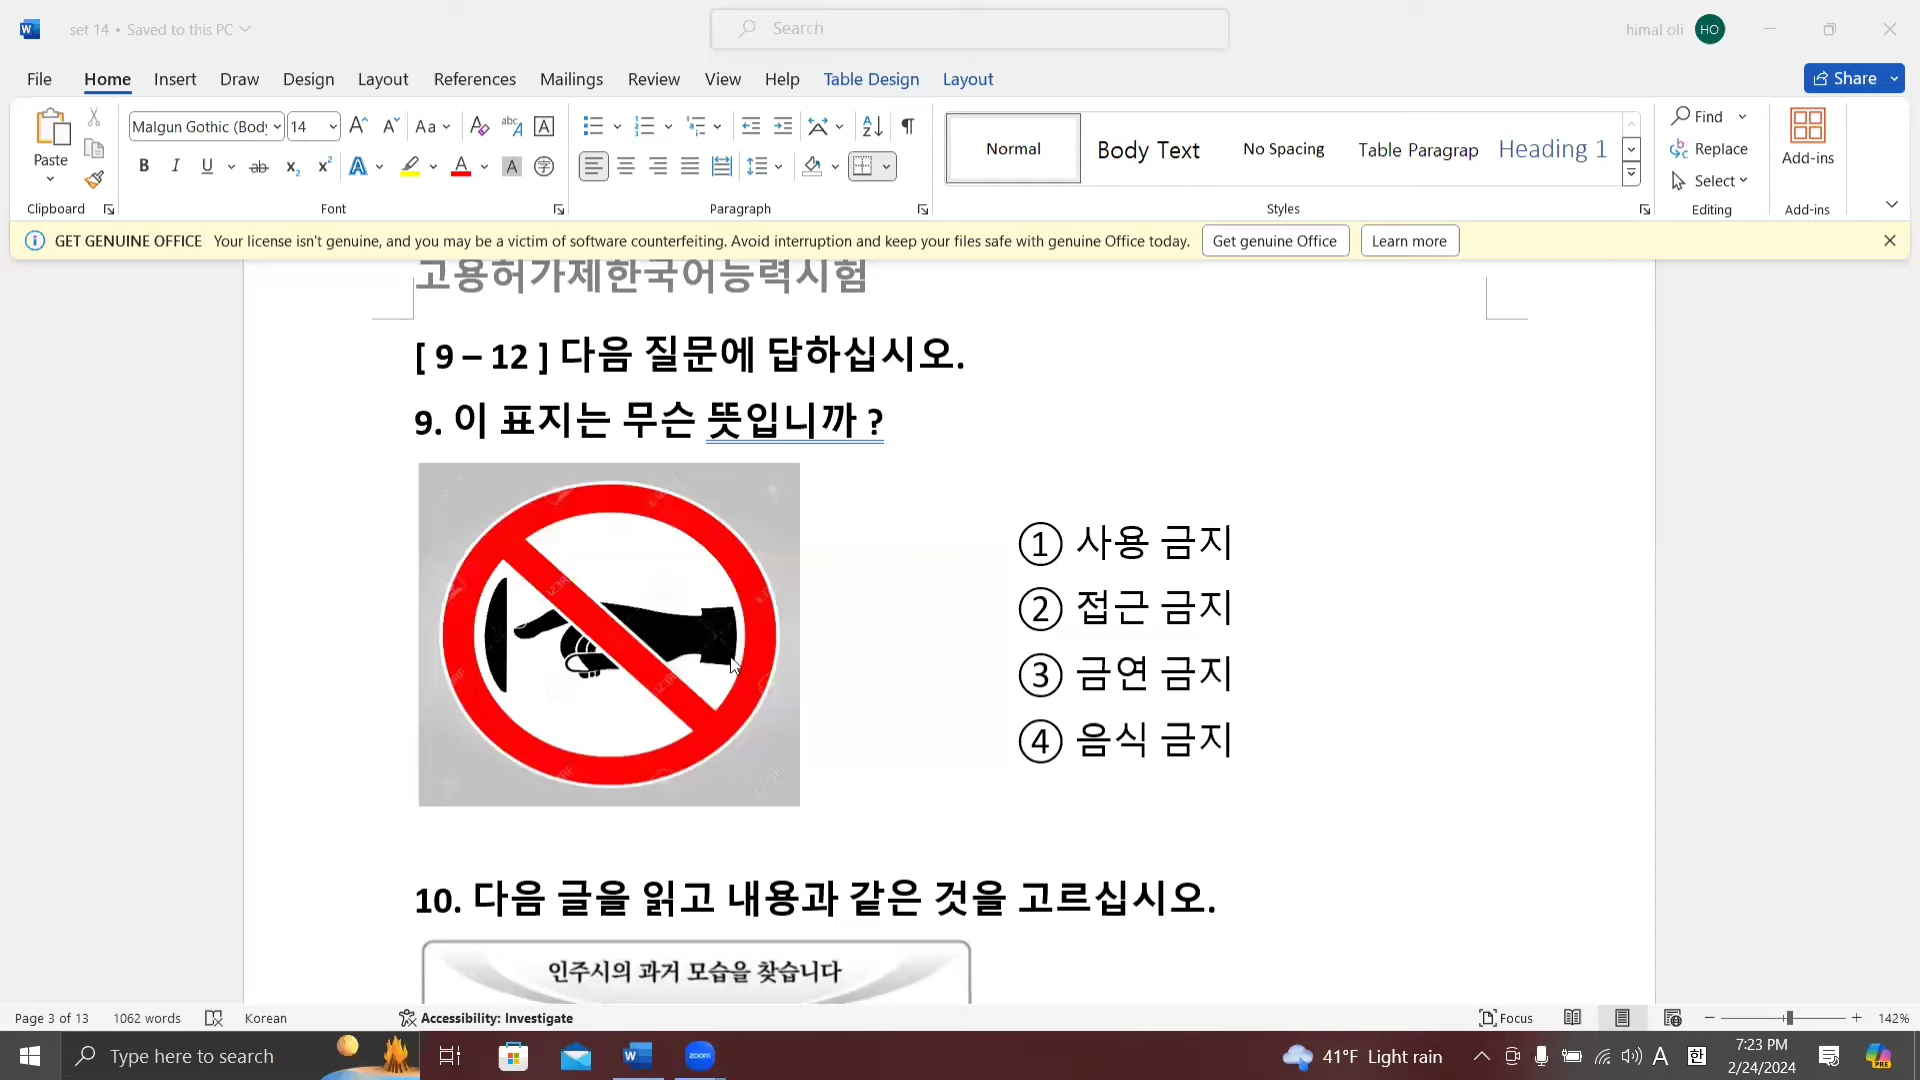 set 14 • Saved to this PC
Search
himal oli HO
File Home Insert Draw Design Layout References Mailings Review View Help Table Design Layout
Share
Paste
Malgun Gothic (Body 14
Normal Body Text No Spacing Table Paragrap Heading 1
Find
Replace
Select
Add-ins
Clipboard Font Paragraph Styles Editing Add-ins
GET GENUINE OFFICE Your license isn't genuine, and you may be a victim of software counterfeiting. Avoid interruption and keep your files safe with genuine Office today. Get genuine Office Learn more
고용허가제한국어능력시험
[ 9 – 12 ] 다음 질문에 답하십시오.
9. 이 표지는 무슨 뜻입니까 ?
① 사용 금지
② 접근 금지
③ 금연 금지
④ 음식 금지
10. 다음 글을 읽고 내용과 같은 것을 고르십시오.
인주시의 과거 모습을 찾습니다
Page 3 of 13 1062 words Korean Accessibility: Investigate Focus 142%
Type here to search
zoom
41°F Light rain
A 한
7:23 PM
2/24/2024
PRE